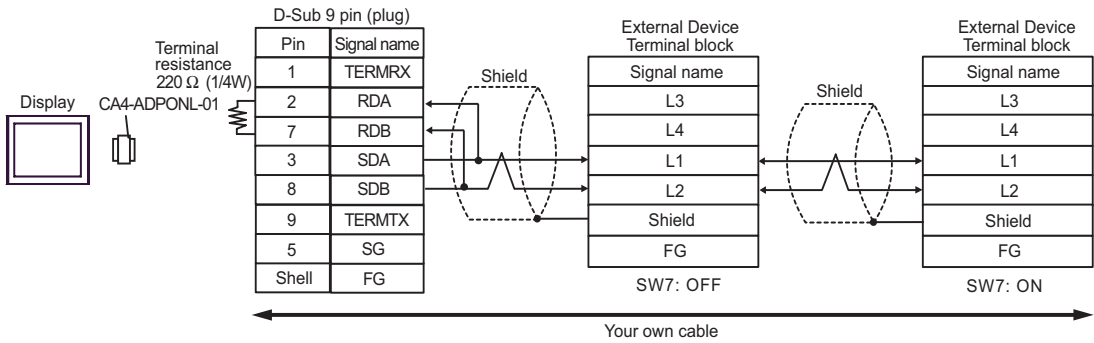 Display
CA4-ADPONL-01
Terminal
resistance
220 Ω (1/4W)
D-Sub 9 pin (plug)
Pin Signal name
1 TERMRX
2 RDA
7 RDB
3 SDA
8 SDB
9 TERMTX
5 SG
Shell FG
Shield
External Device
Terminal block
Signal name
L3
L4
L1
L2
Shield
FG
SW7: OFF
Shield
External Device
Terminal block
Signal name
L3
L4
L1
L2
Shield
FG
SW7: ON
Your own cable